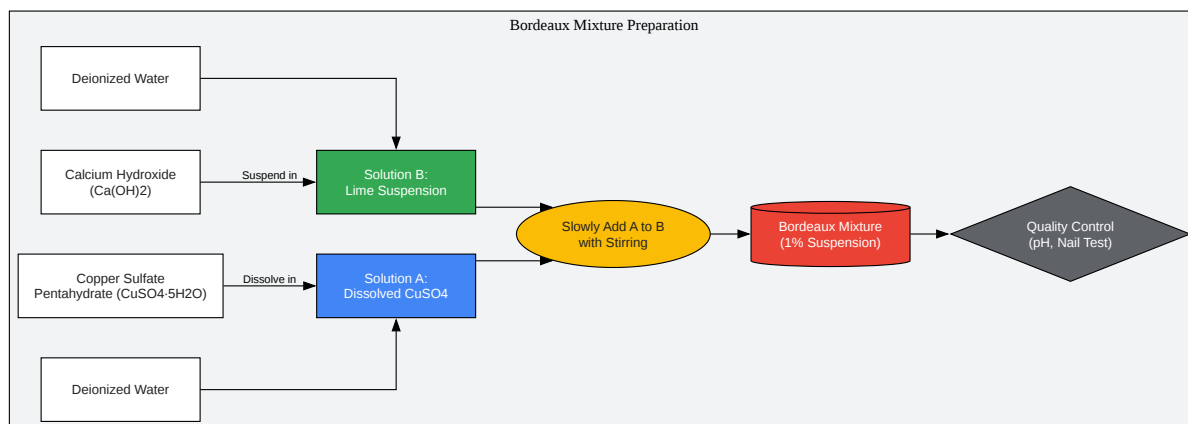 Bordeaux Mixture Preparation
Deionized Water
Calcium Hydroxide
(Ca(OH)2)
Suspend in
Solution B:
Lime Suspension
Slowly Add A to B
with Stirring
Bordeaux Mixture
(1% Suspension)
Quality Control
(pH, Nail Test)
Copper Sulfate
Pentahydrate (CuSO4·5H2O)
Dissolve in
Solution A:
Dissolved CuSO4
Deionized Water